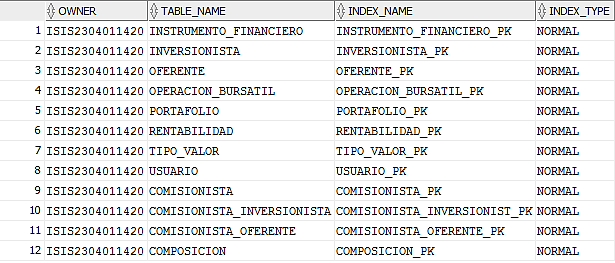 OWNER TABLE_NAME INDEX_NAME INDEX_TYPE
1 ISIS2304011420 INSTRUMENTO_FINANCIERO INSTRUMENTO_FINANCIERO_PK NORMAL
2 ISIS2304011420 INVERSIONISTA INVERSIONISTA_PK NORMAL
3 ISIS2304011420 OFERENTE OFERENTE_PK NORMAL
4 ISIS2304011420 OPERACION_BURSATIL OPERACION_BURSATIL_PK NORMAL
5 ISIS2304011420 PORTAFOLIO PORTAFOLIO_PK NORMAL
6 ISIS2304011420 RENTABILIDAD RENTABILIDAD_PK NORMAL
7 ISIS2304011420 TIPO_VALOR TIPO_VALOR_PK NORMAL
8 ISIS2304011420 USUARIO USUARIO_PK NORMAL
9 ISIS2304011420 COMISIONISTA COMISIONISTA_PK NORMAL
10 ISIS2304011420 COMISIONISTA_INVERSIONISTA COMISIONISTA_INVERSIONIST_PK NORMAL
11 ISIS2304011420 COMISIONISTA_OFERENTE COMISIONISTA_OFERENTE_PK NORMAL
12 ISIS2304011420 COMPOSICION COMPOSICION_PK NORMAL